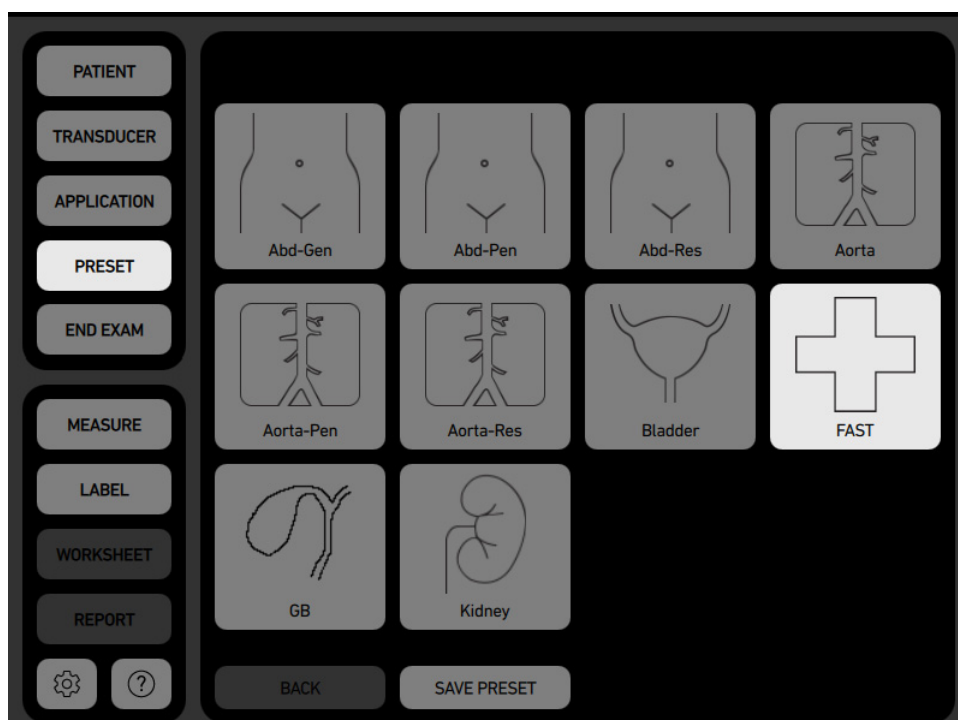 PATIENT
TRANSDUCER
APPLICATION
PRESET
END EXAM
MEASURE
LABEL
WORKSHEET
REPORT
?
Abd-Gen
Abd-Pen
Abd-Res
Aorta
Aorta-Pen
Aorta-Res
Bladder
FAST
GB
Kidney
BACK
SAVE PRESET